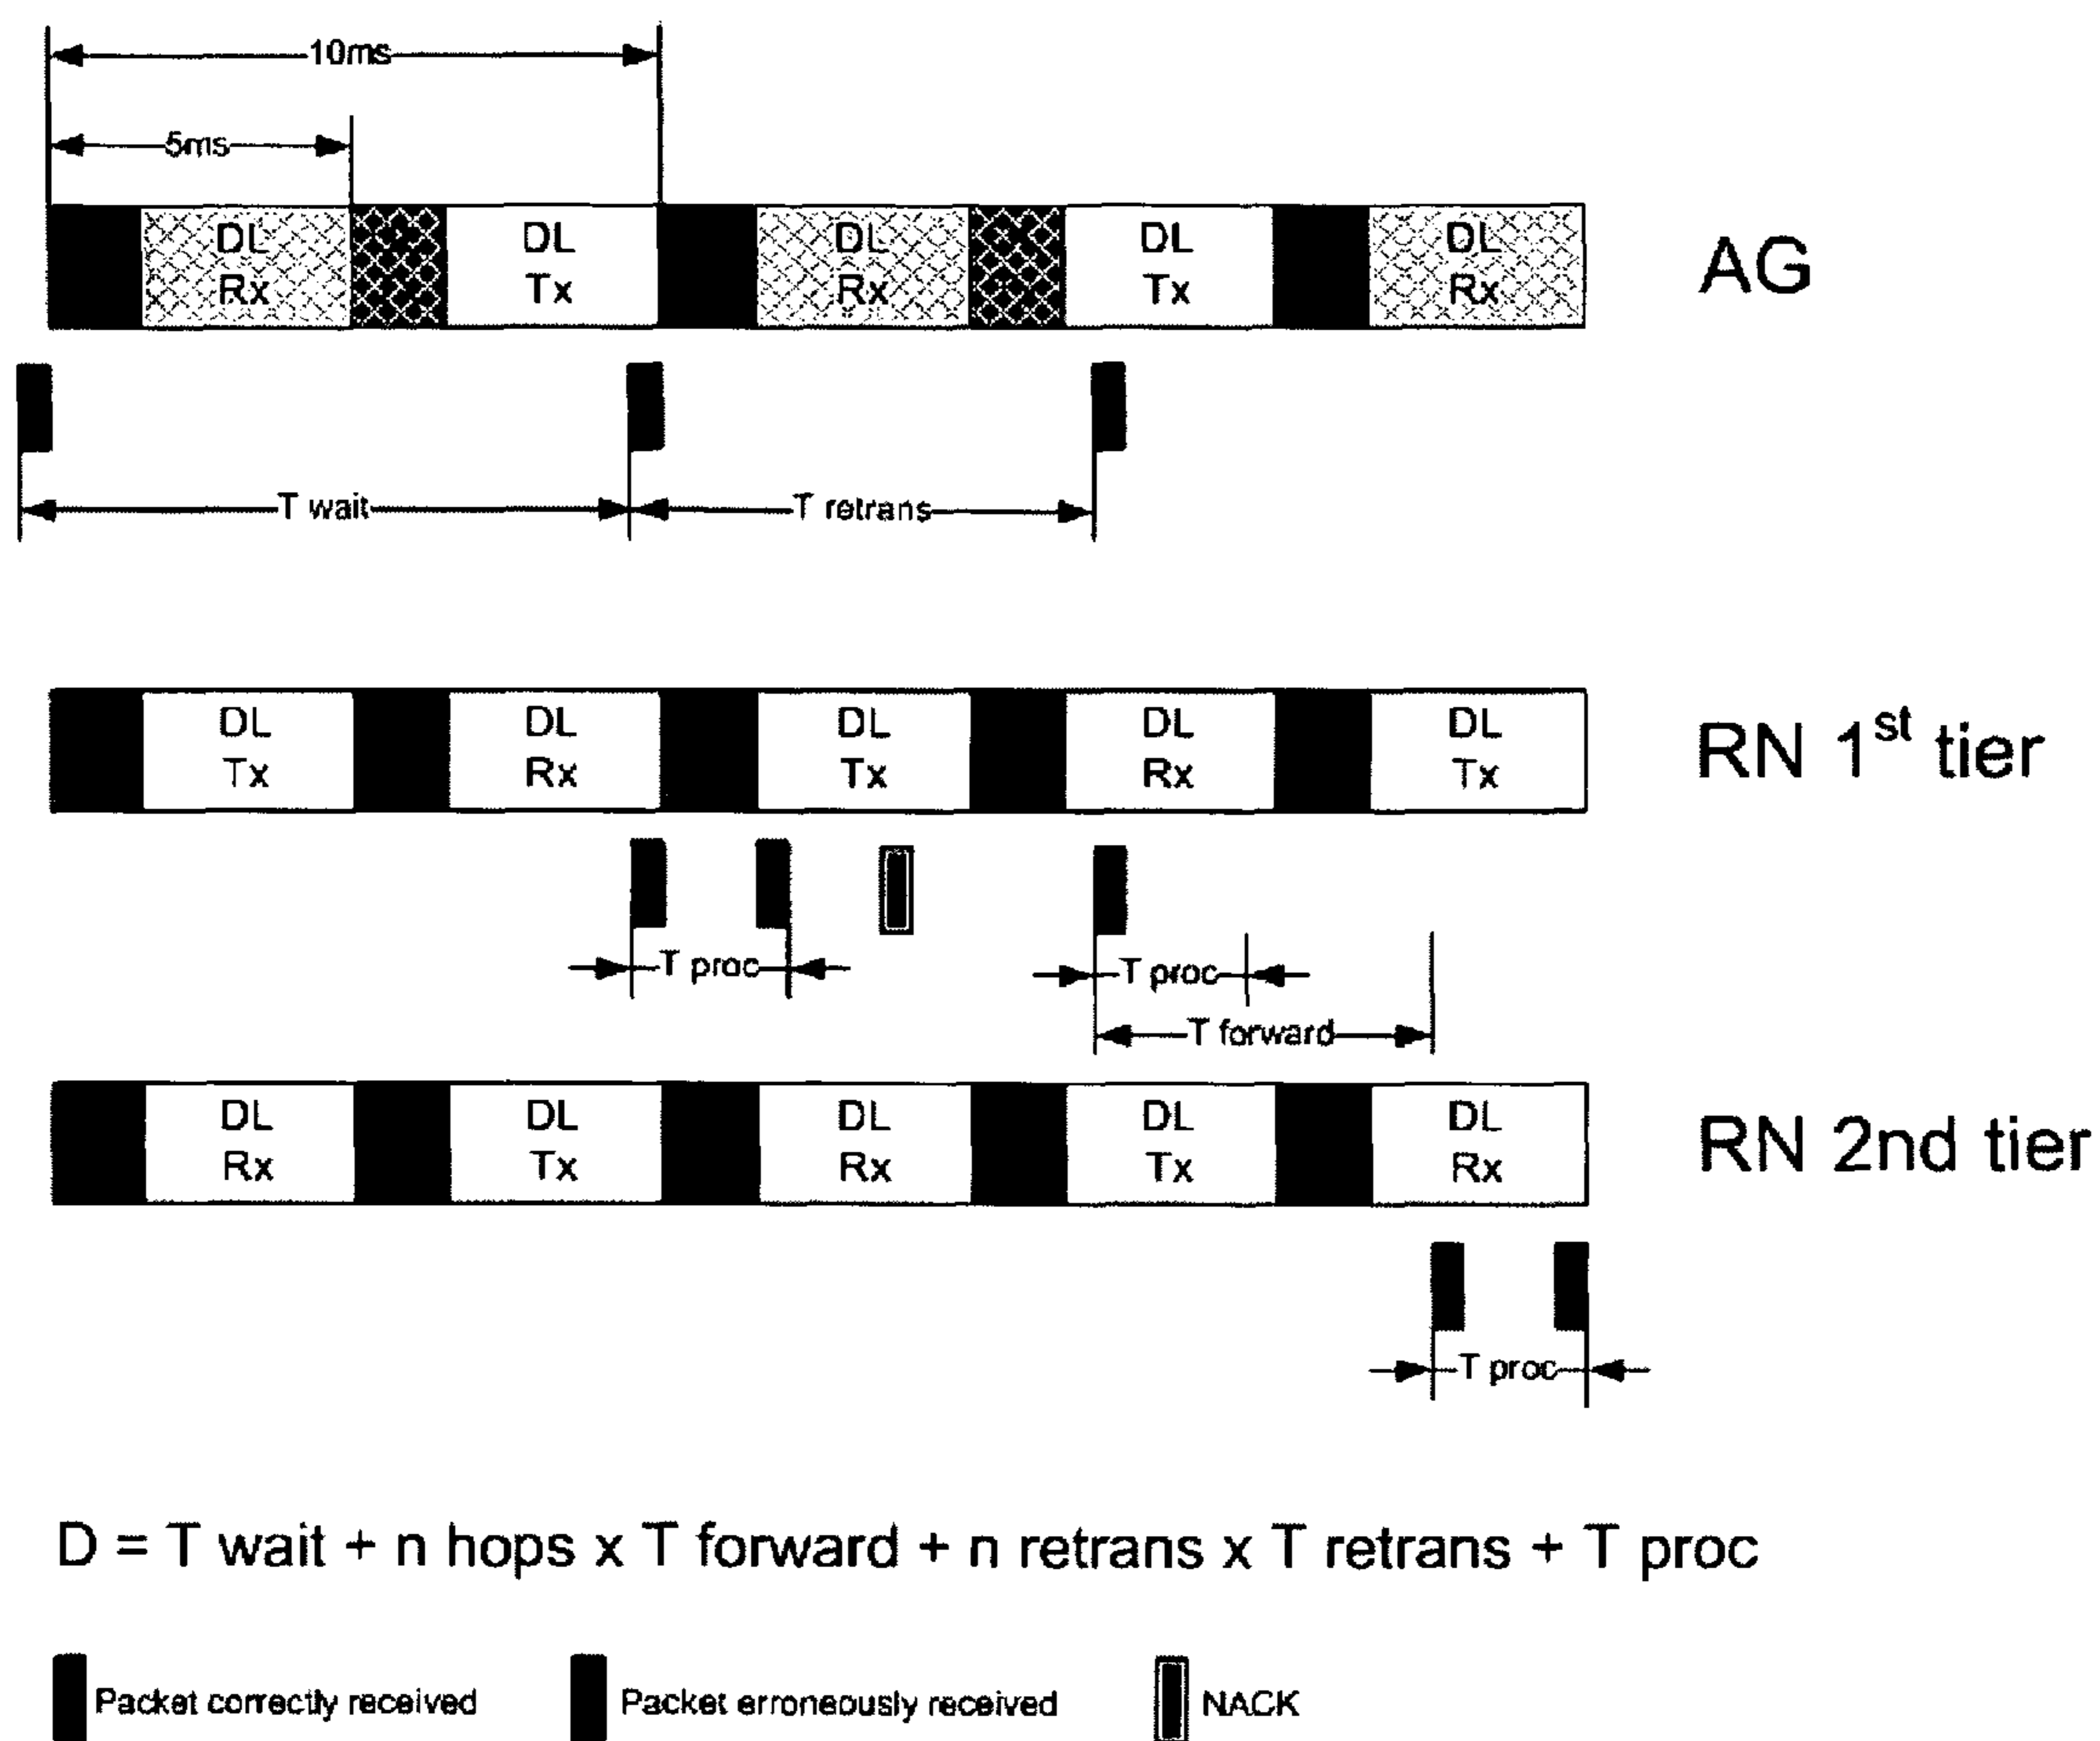 10ms
5ms
DL Rx
DL Tx
DL Rx
DL Tx
DL Rx
AG
T wait
T retrans
DL Tx
DL Rx
DL Tx
DL Rx
DL Tx
RN 1st tier
T proc
T proc
T forward
DL Rx
DL Tx
DL Rx
DL Tx
DL Rx
RN 2nd tier
T proc
D = T wait + n hops x T forward + n retrans x T retrans + T proc
Packet correctly received
Packet erroneously received
NACK